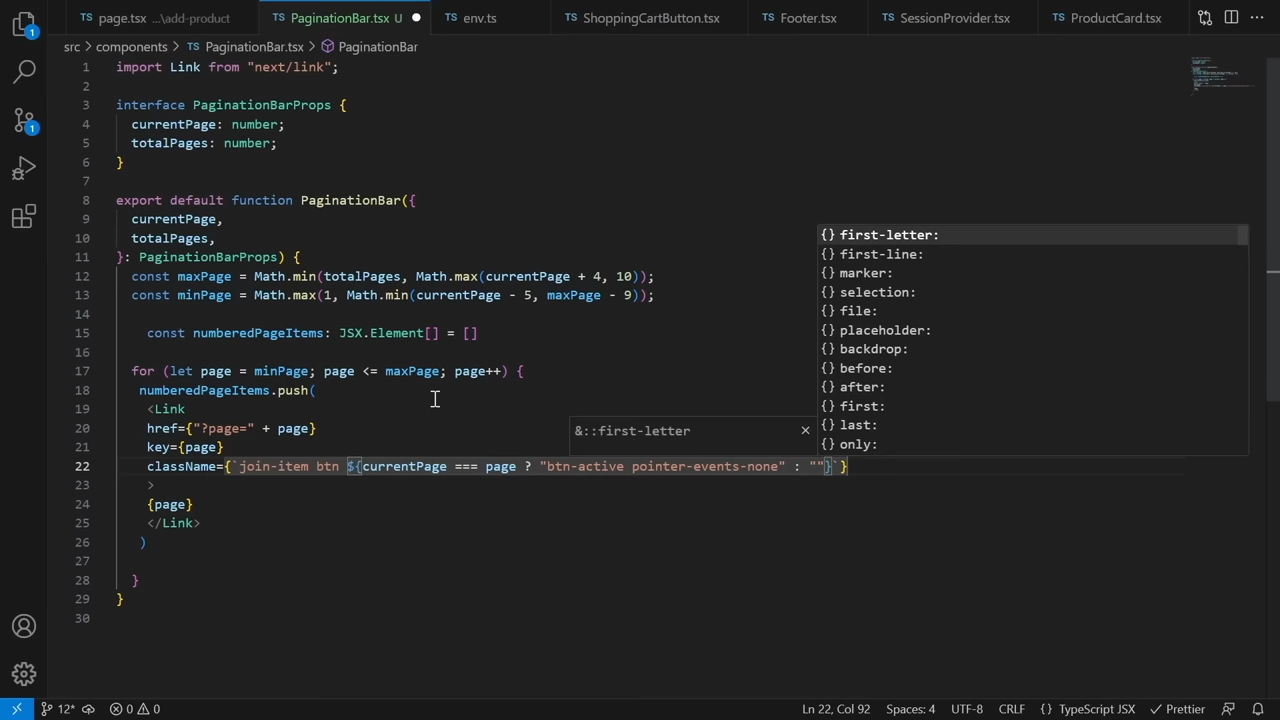 page.tsx ...\add-product
PaginationBar.tsx U
env.ts
ShoppingCartButton.tsx
Footer.tsx
SessionProvider.tsx
ProductCard.tsx
src > components > TS PaginationBar.tsx > PaginationBar
1 import Link from "next/link";
2
3 interface PaginationBarProps {
4 currentPage: number;
5 totalPages: number;
6 }
7
8 export default function PaginationBar({
9 currentPage,
10 totalPages,
11 }: PaginationBarProps) {
12 const maxPage = Math.min(totalPages, Math.max(currentPage + 4, 10));
13 const minPage = Math.max(1, Math.min(currentPage - 5, maxPage - 9));
14
15 const numberedPageItems: JSX.Element[] = []
16
17 for (let page = minPage; page <= maxPage; page++) {
18 numberedPageItems.push(
19 <Link
20 href={"?page=" + page}
21 key={page}
22 className={`join-item btn ${currentPage === page ? "btn-active pointer-events-none" : ""}`}
23 >
24 {page}
25 </Link>
26 )
27
28 }
29 }
30
{} first-letter:
{} first-line:
{} marker:
{} selection:
{} file:
{} placeholder:
{} backdrop:
{} before:
{} after:
{} first:
{} last:
{} only:
&::first-letter
12*
0 0
Ln 22, Col 92
Spaces: 4
UTF-8
CRLF
{} TypeScript JSX
Prettier